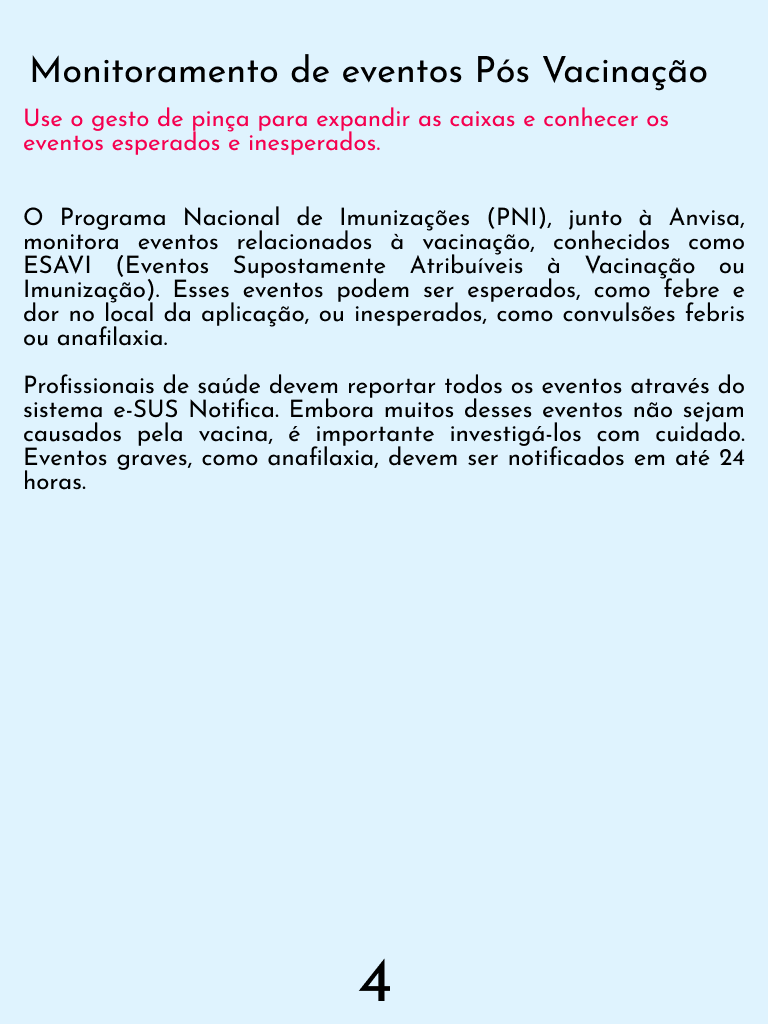 Monitoramento de eventos Pós Vacinação
Use o gesto de pinça para expandir as caixas e conhecer os
eventos esperados e inesperados.
O Programa Nacional de Imunizações (PNI), junto à Anvisa,
monitora eventos relacionados à vacinação, conhecidos como
ESAVI (Eventos Supostamente Atribuíveis à Vacinação ou
Imunização). Esses eventos podem ser esperados, como febre e
dor no local da aplicação, ou inesperados, como convulsões febris
ou anafilaxia.
Profissionais de saúde devem reportar todos os eventos através do
sistema e-SUS Notifica. Embora muitos desses eventos não sejam
causados pela vacina, é importante investigá-los com cuidado.
Eventos graves, como anafilaxia, devem ser notificados em até 24
horas.
4